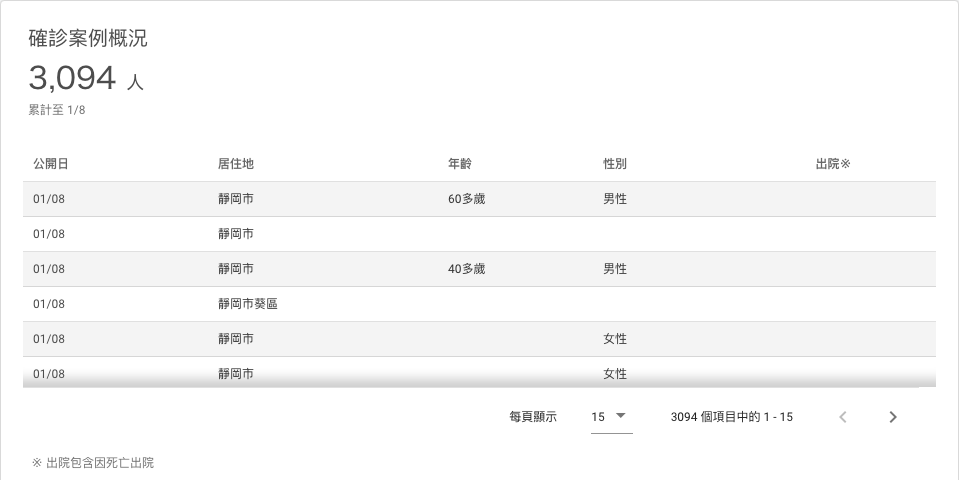 確診案例概況
3,094 人
累計至 1/8
公開日 居住地 年齡 性別 出院※
01/08 靜岡市 60多歲 男性
01/08 靜岡市
01/08 靜岡市 40多歲 男性
01/08 靜岡市葵區
01/08 靜岡市 女性
01/08 靜岡市 女性
每頁顯示 15 3094 個項目中的 1 - 15
※ 出院包含因死亡出院